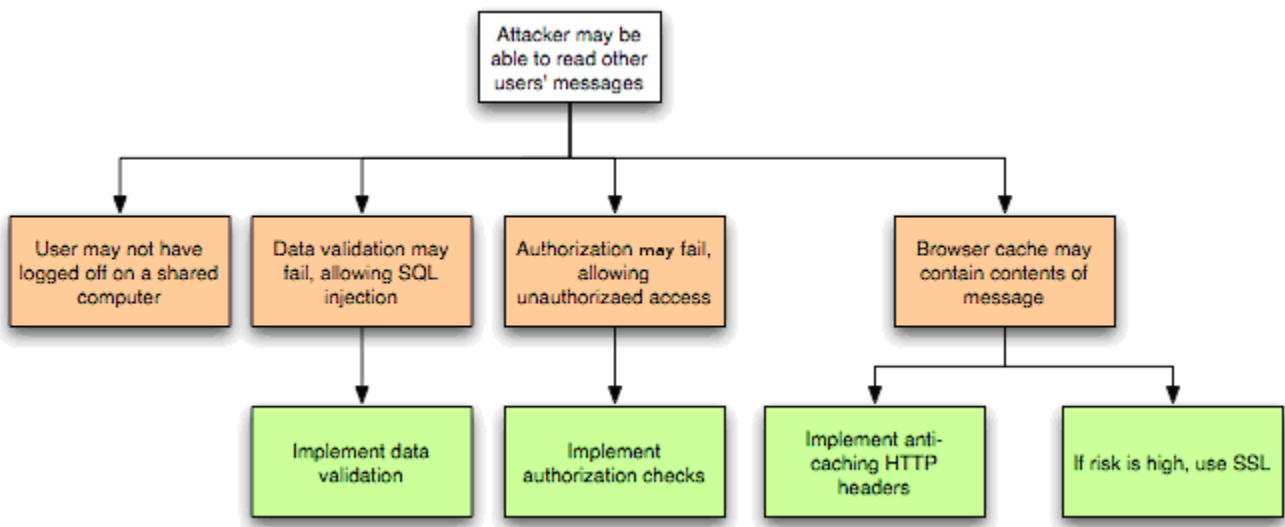 Attacker may be
able to read other
users' messages
User may not have
logged off on a shared
computer
Data validation may
fail, allowing SQL
injection
Authorization may fail,
allowing
unauthorizaed access
Browser cache may
contain contents of
message
Implement data
validation
Implement
authorization checks
Implement anti-
caching HTTP
headers
If risk is high, use SSL